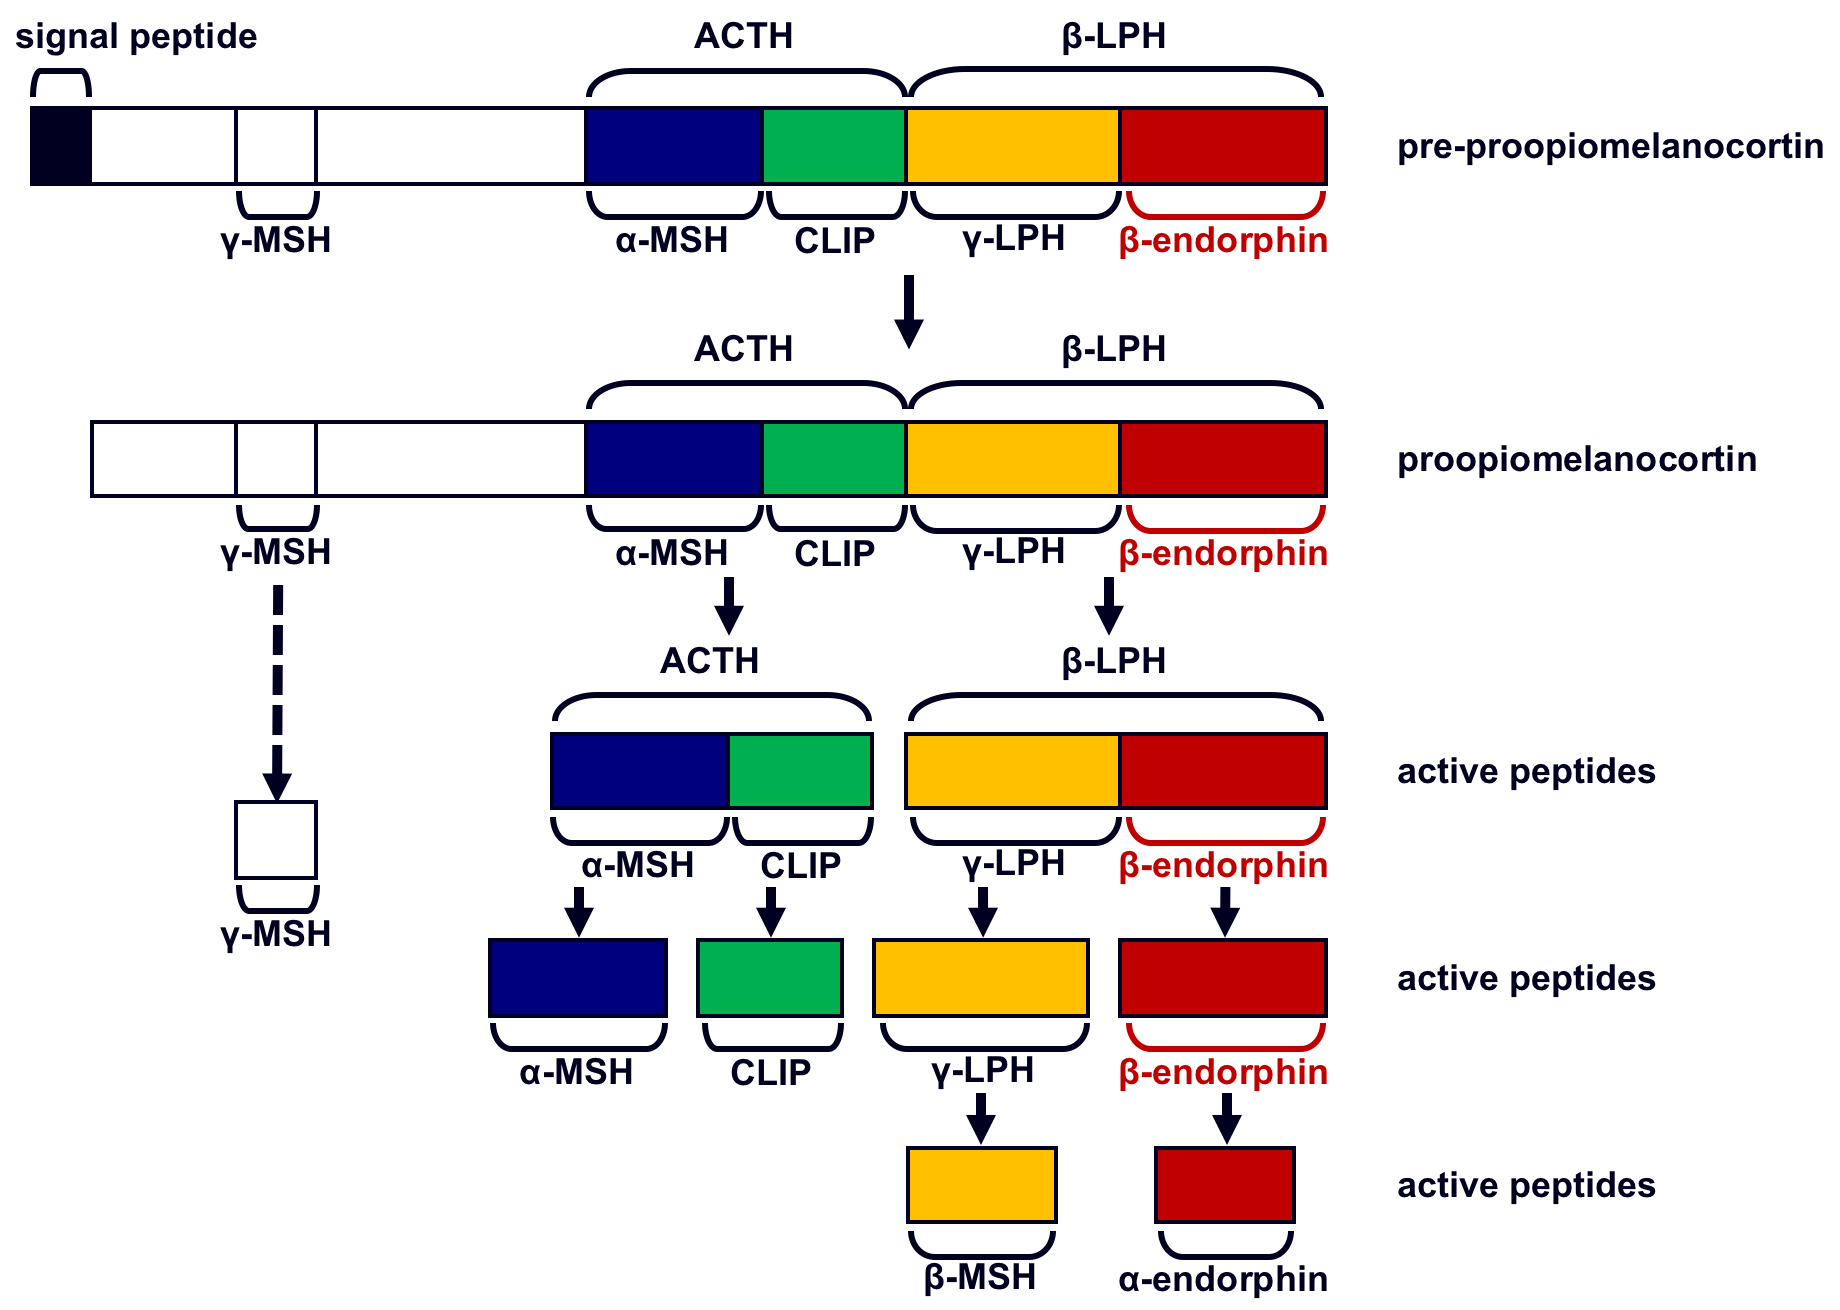 signal peptide ACTH β-LPH
pre-proopiomelanocortin
γ-MSH α-MSH CLIP γ-LPH β-endorphin
ACTH β-LPH
proopiomelanocortin
γ-MSH α-MSH CLIP γ-LPH β-endorphin
ACTH β-LPH
active peptides
α-MSH CLIP γ-LPH β-endorphin
γ-MSH
active peptides
α-MSH CLIP γ-LPH β-endorphin
active peptides
β-MSH α-endorphin